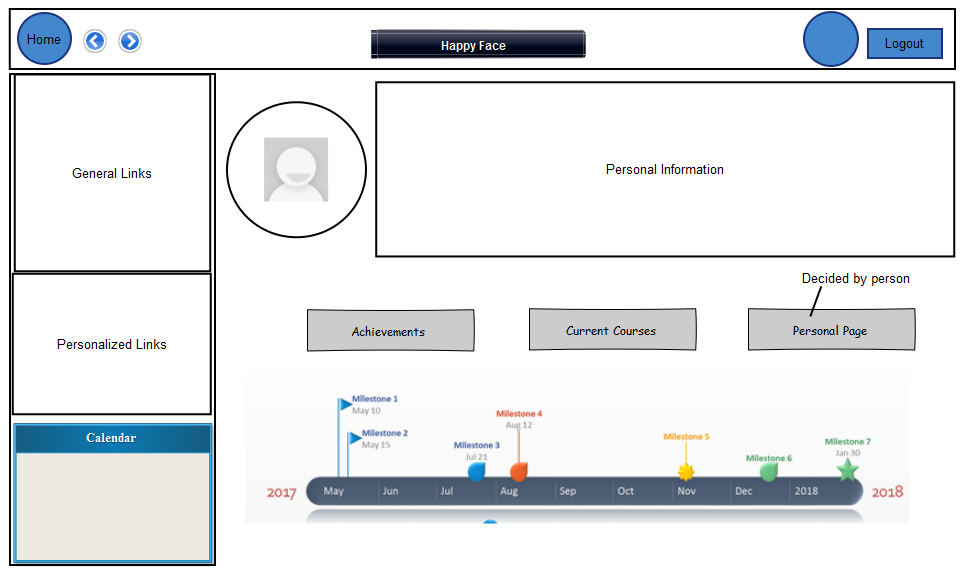 Home
Happy Face
Logout
General Links
Personal Information
Personalized Links
Decided by person
Achievements
Current Courses
Personal Page
Calendar
Milestone 1
May 10
Milestone 2
May 15
Milestone 3
Jul 21
Milestone 4
Aug 12
Milestone 5
Milestone 6
Milestone 7
Jan 30
2017 May Jun Jul Aug Sep Oct Nov Dec 2018 2018